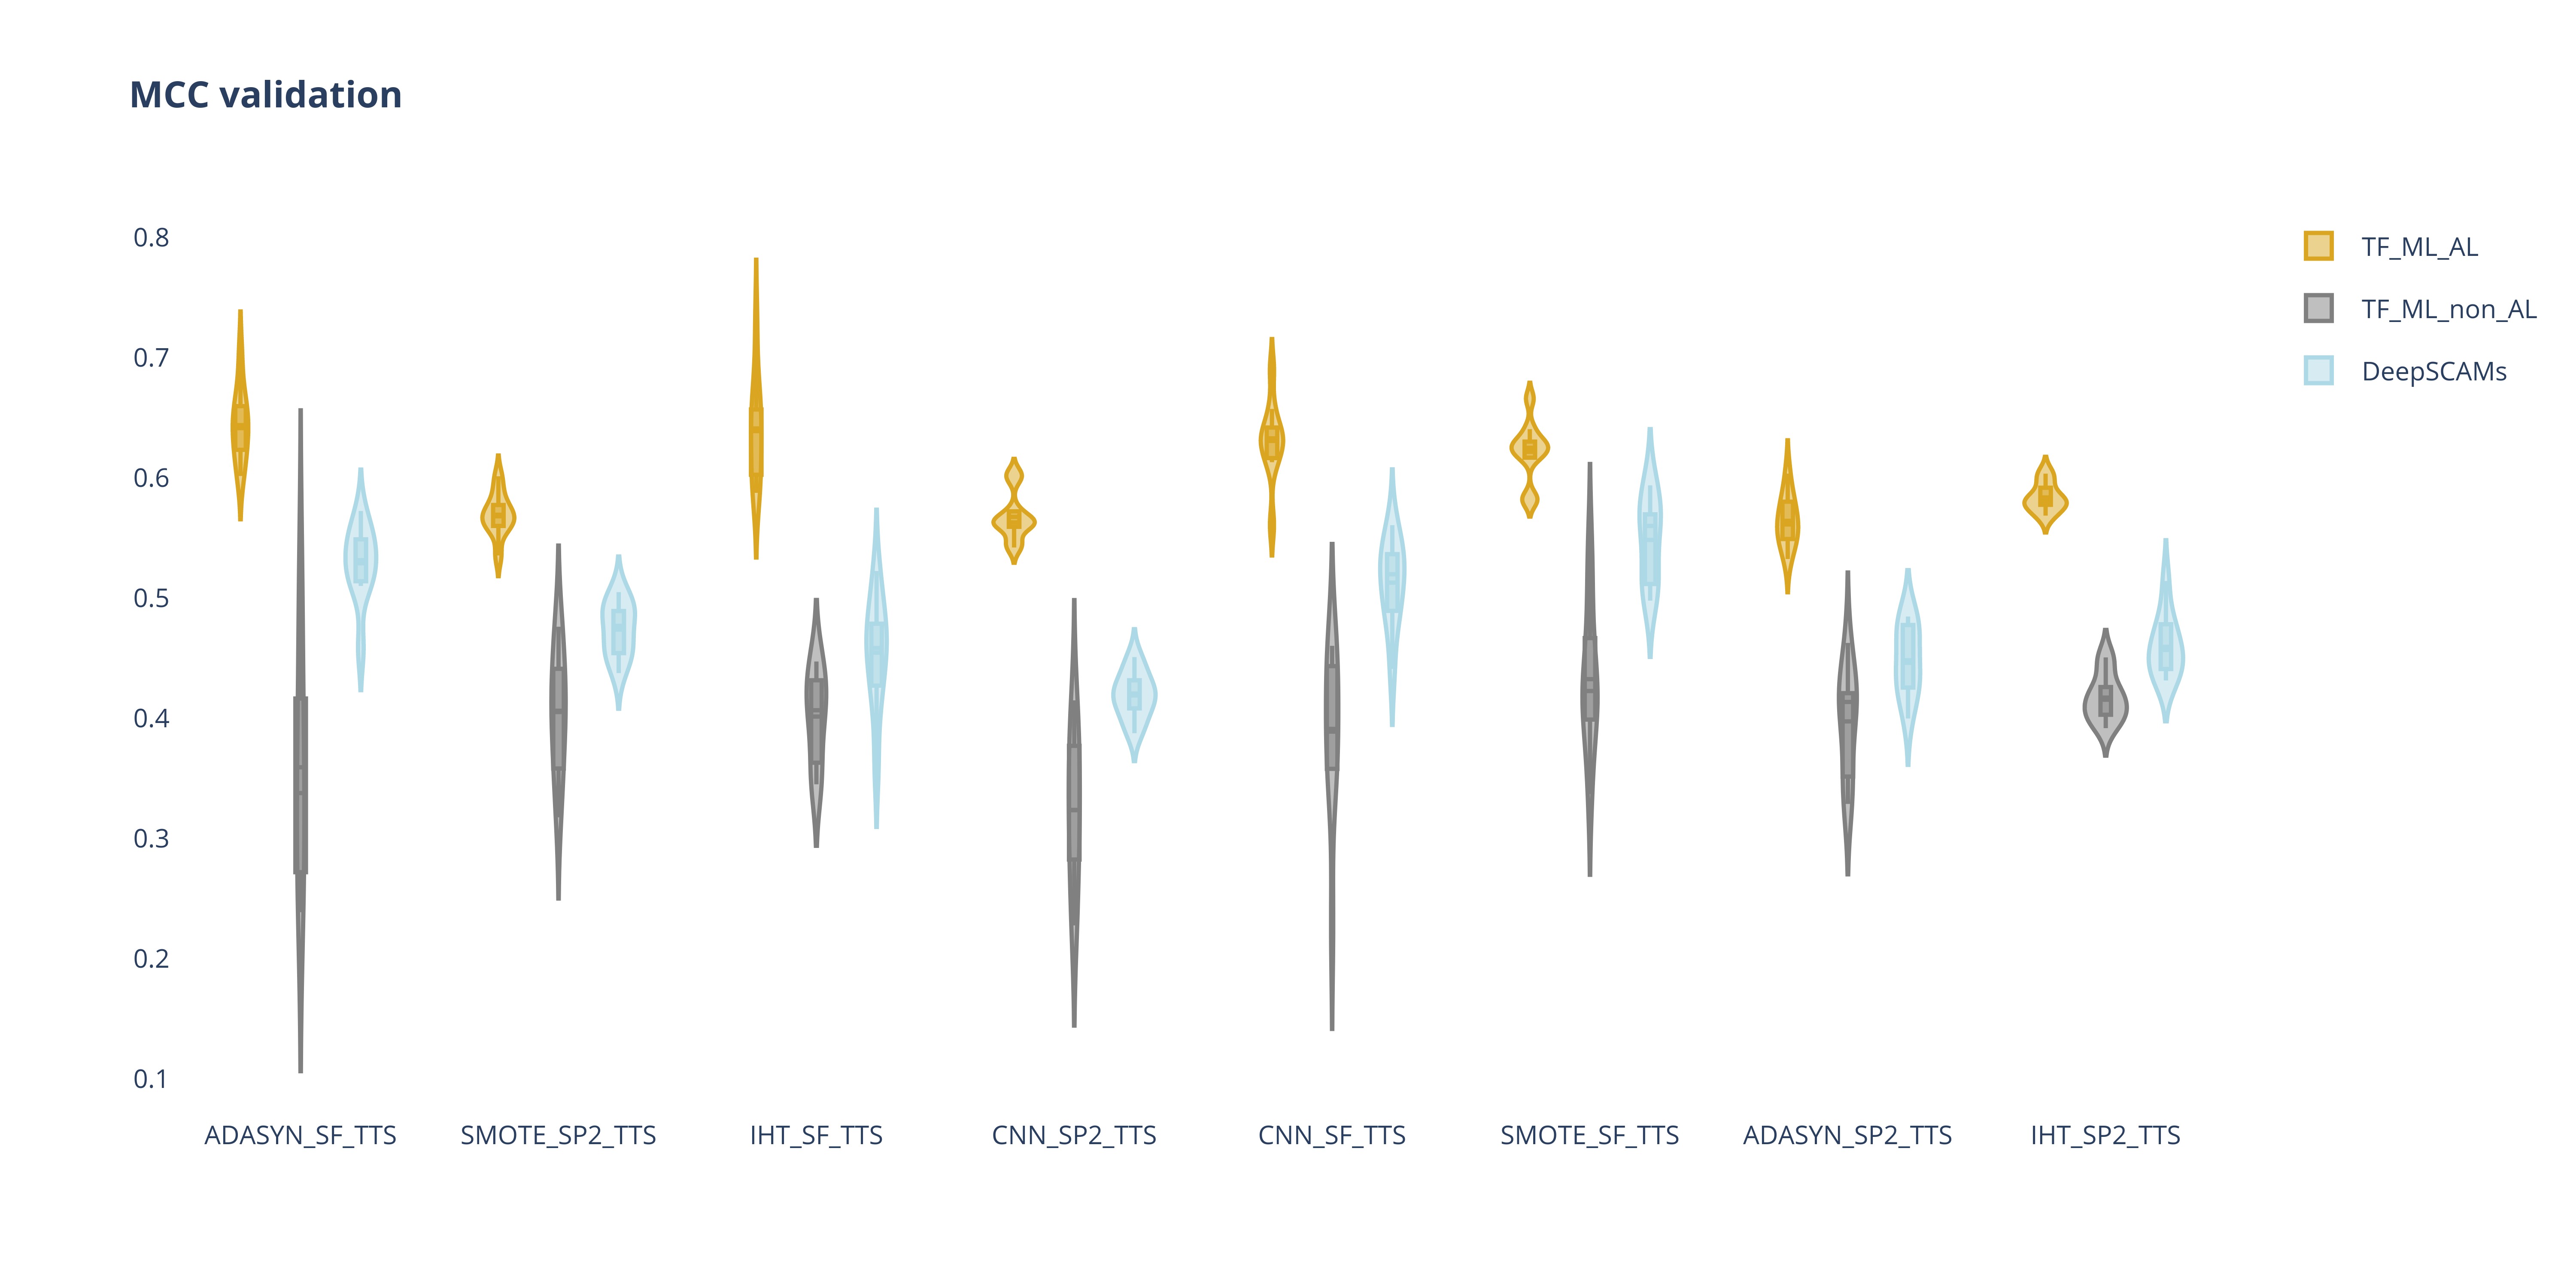 MCC validation
0.8
0.7
0.6
0.5
0.4
0.3
0.2
0.1
ADASYN_SF_TTS
SMOTE_SP2_TTS
IHT_SF_TTS
CNN_SP2_TTS
CNN_SF_TTS
SMOTE_SF_TTS
ADASYN_SP2_TTS
IHT_SP2_TTS
TF_ML_AL
TF_ML_non_AL
DeepSCAMs